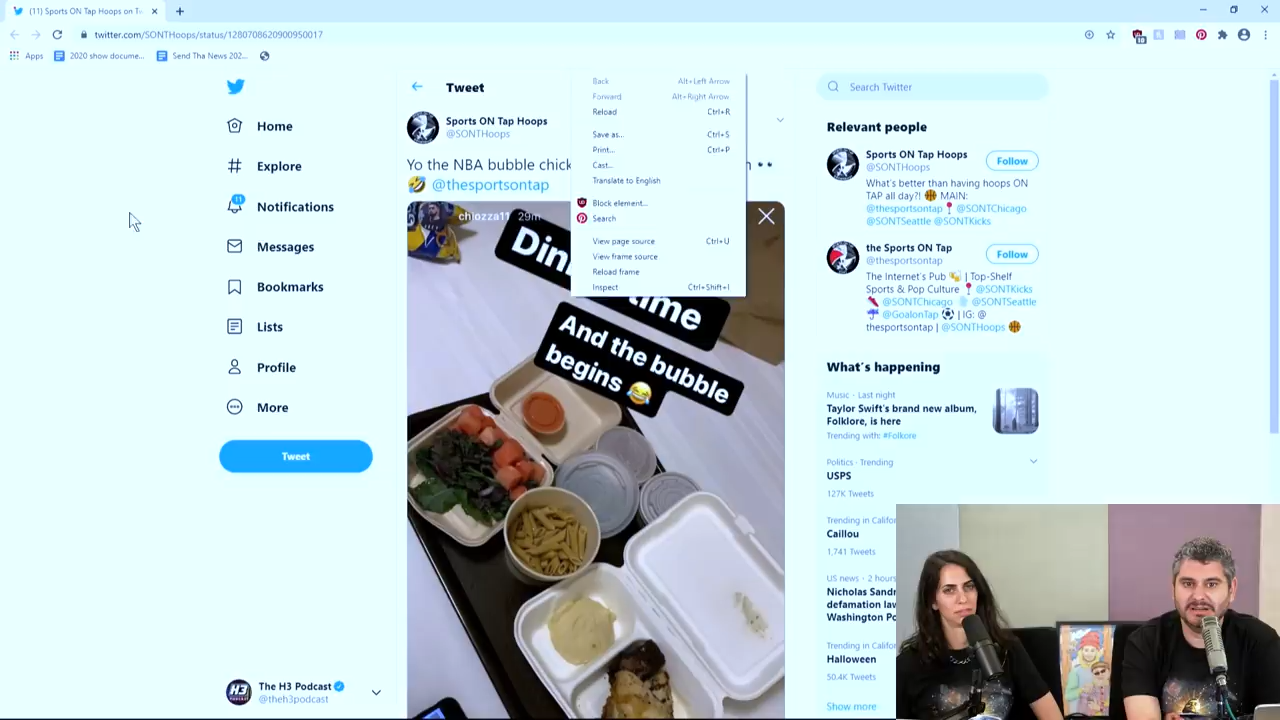 (11) Sports ON Tap Hoops on Tw
twitter.com/SONTHoops/status/1280708620900950017
Apps
2020 show docume...
Send Tha News 202...
Home
Explore
11
Notifications
Messages
Bookmarks
Lists
Profile
More
Tweet
The H3 Podcast
@theh3podcast
H3
PODCAST
Tweet
Sports ON Tap Hoops
@SONTHoops
Yo the NBA bubble chick
🤣 @thesportsontap
chiozza11 29m
And the bubble
begins 😂
Back Alt+Left Arrow
Forward Alt+Right Arrow
Reload Ctrl+R
Save as... Ctrl+S
Print... Ctrl+P
Cast...
Translate to English
Block element...
Search
View page source Ctrl+U
View frame source
Reload frame
Inspect Ctrl+Shift+I
Search Twitter
Relevant people
Sports ON Tap Hoops
@SONTHoops
Follow
What's better than having hoops ON
TAP all day?! 🏀 MAIN:
@thesportsontap 📍 @SONTChicago
@SONTSeattle @SONTKicks
the Sports ON Tap
@thesportsontap
Follow
The Internet's Pub 🍻 | Top-Shelf
Sports & Pop Culture 📍 @SONTKicks
👟 @SONTChicago 💨 @SONTSeattle
☔ @GoalonTap ⚽ | IG: @
thesportsontap | @SONTHoops 🏀
What's happening
Music · Last night
Taylor Swift's brand new album,
Folklore, is here
Trending with: #Folkore
Politics · Trending
USPS
127K Tweets
Trending in Califor
Caillou
1,741 Tweets
US news · 2 hours
Nicholas Sandr
defamation law
Washington Po
Trending in Califor
Halloween
50.4K Tweets
Show more